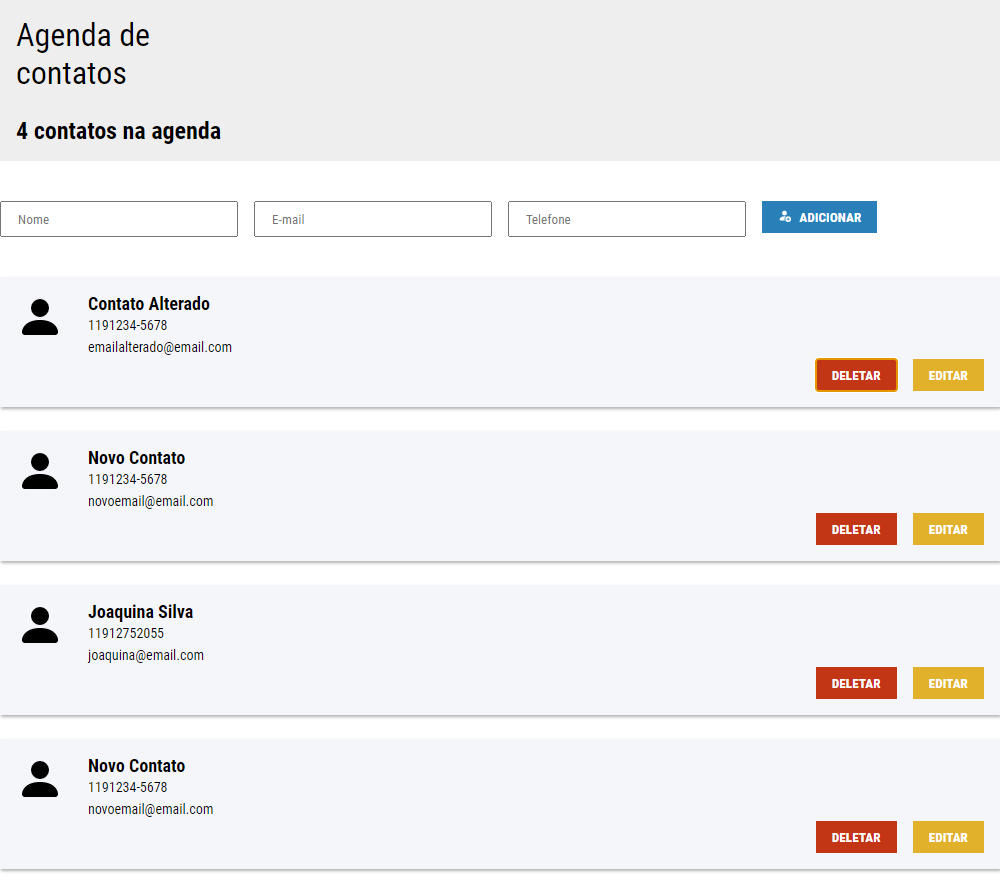 Agenda de
contatos
4 contatos na agenda
Nome
E-mail
Telefone
ADICIONAR
Contato Alterado
1191234-5678
emailalterado@email.com
DELETAR
EDITAR
Novo Contato
1191234-5678
novoemail@email.com
DELETAR
EDITAR
Joaquina Silva
11912752055
joaquina@email.com
DELETAR
EDITAR
Novo Contato
1191234-5678
novoemail@email.com
DELETAR
EDITAR